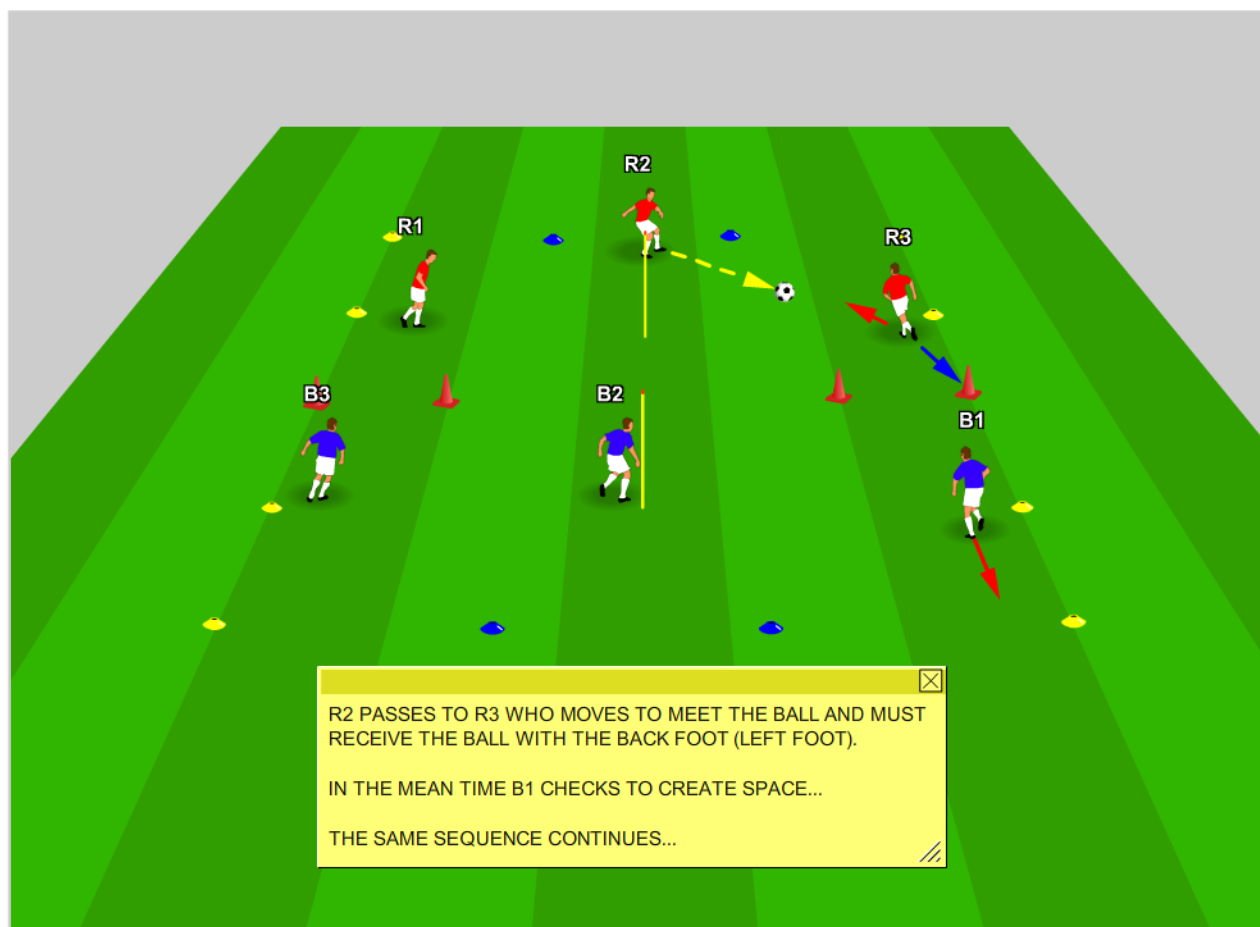 R2
R1
R3
B3
B2
B1
R2 PASSES TO R3 WHO MOVES TO MEET THE BALL AND MUST
RECEIVE THE BALL WITH THE BACK FOOT (LEFT FOOT).
IN THE MEAN TIME B1 CHECKS TO CREATE SPACE...
THE SAME SEQUENCE CONTINUES...